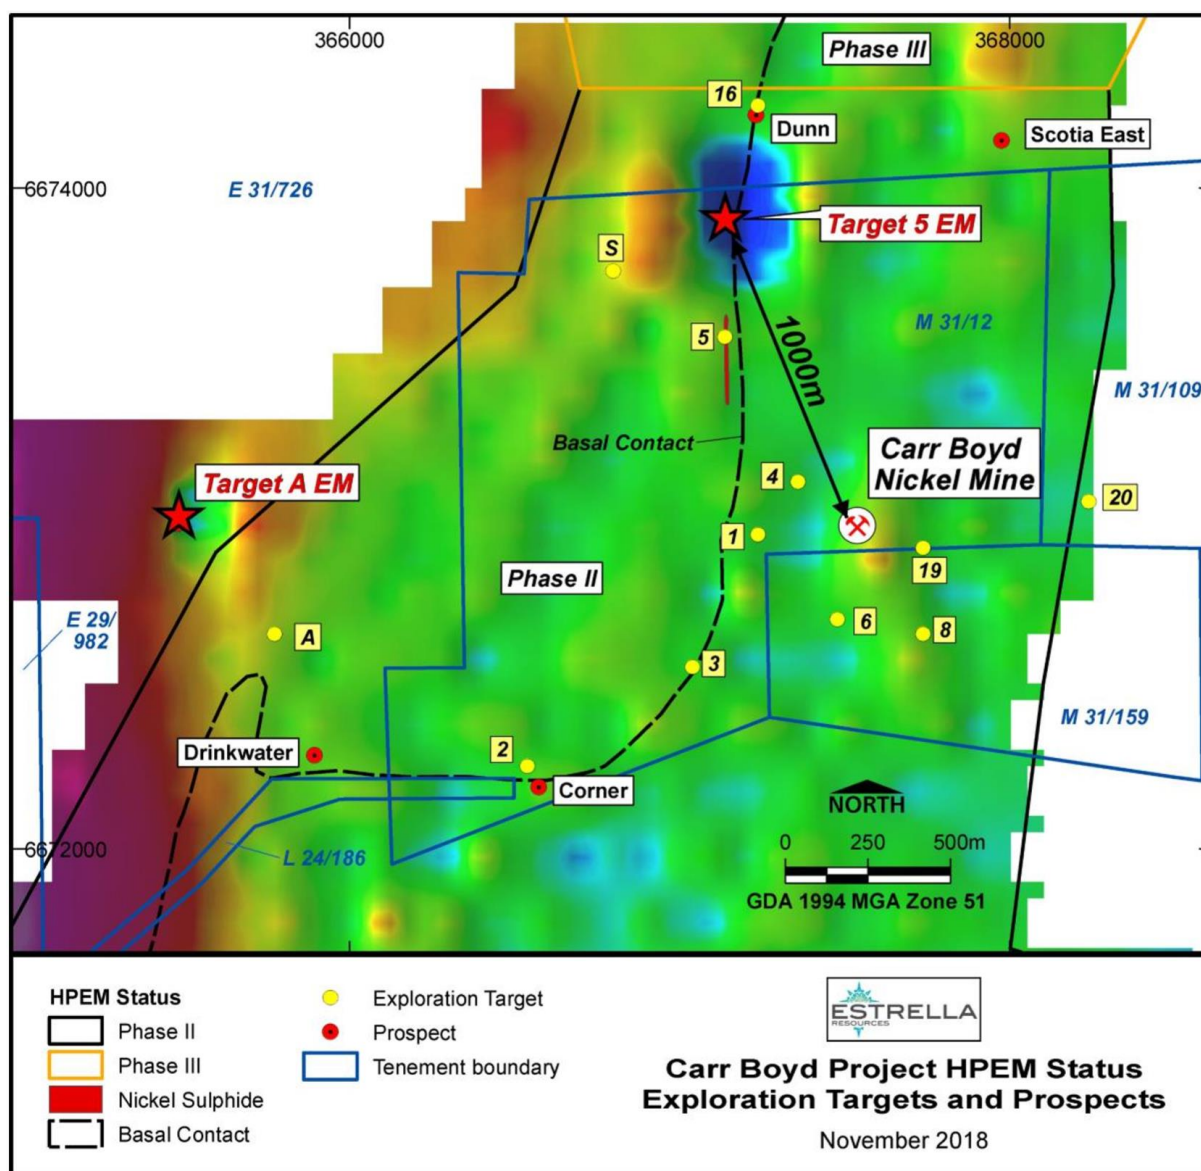 366000
368000
Phase III
16
Dunn
Scotia East
6674000
E 31/726
Target 5 EM
S
M 31/12
5
1000m
M 31/109
Basal Contact
Carr Boyd
Nickel Mine
Target A EM
4
20
1
19
Phase II
E 29/
982
A
6
8
3
M 31/159
Drinkwater
2
Corner
NORTH
6672000
L 24/186
0 250 500m
GDA 1994 MGA Zone 51
HPEM Status
Phase II
Phase III
Nickel Sulphide
Basal Contact
Exploration Target
Prospect
Tenement boundary
ESTRELLA
RESOURCES
Carr Boyd Project HPEM Status
Exploration Targets and Prospects
November 2018